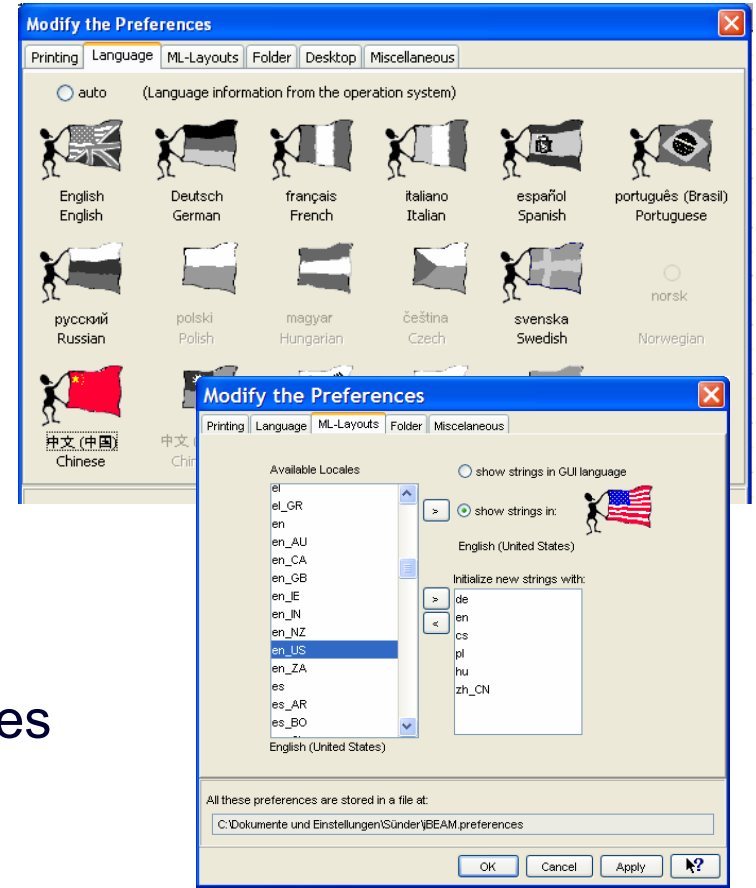 Modify the Preferences
Printing Language ML-Layouts Folder Desktop Miscellaneous
auto (Language information from the operation system)
English Deutsch français italiano español português (Brasil)
English German French Italian Spanish Portuguese
русский polski magyar čeština svenska norsk
Russian Polish Hungarian Czech Swedish Norwegian
中文 (中国) 中文
Chinese
Modify the Preferences
Printing Language ML-Layouts Folder Miscelaneous
Available Locales
show strings in GUI language
el
el_GR
en
en_AU
en_CA
en_GB
en_IE
en_IN
en_NZ
en_US
en_ZA
es
es_AR
es_BO
English (United States)
> show strings in:
English (United States)
Initialize new strings with:
>
<
de
en
cs
pl
hu
zh_CN
es
All these preferences are stored in a file at:
C:\Dokumente und Einstellungen\Sünder\jBEAM.preferences
OK Cancel Apply ?